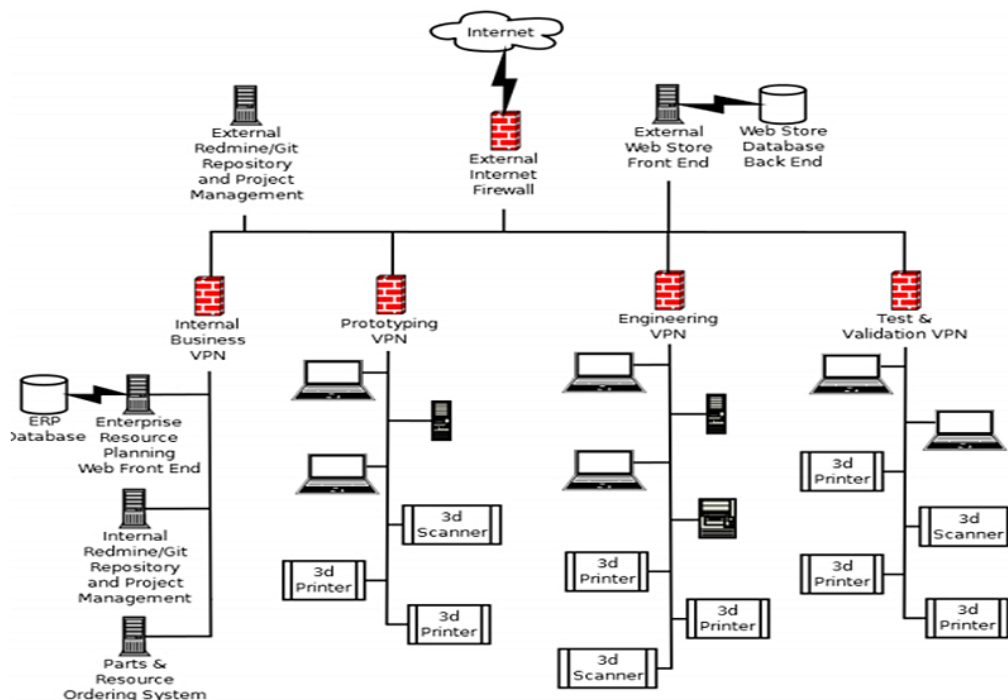 Internet
External
Redmine/Git
Repository
and Project
Management
External
Internet
Firewall
External
Web Store
Front End
Web Store
Database
Back End
Internal
Business
VPN
Prototyping
VPN
Engineering
VPN
Test &
Validation VPN
ERP
Database
Enterprise
Resource
Planning
Web Front End
Internal
Redmine/Git
Repository
and Project
Management
Parts &
Resource
Ordering System
3d
Scanner
3d
Printer
3d
Printer
3d
Printer
3d
Printer
3d
Scanner
3d
Printer
3d
Scanner
3d
Printer
3d
Printer